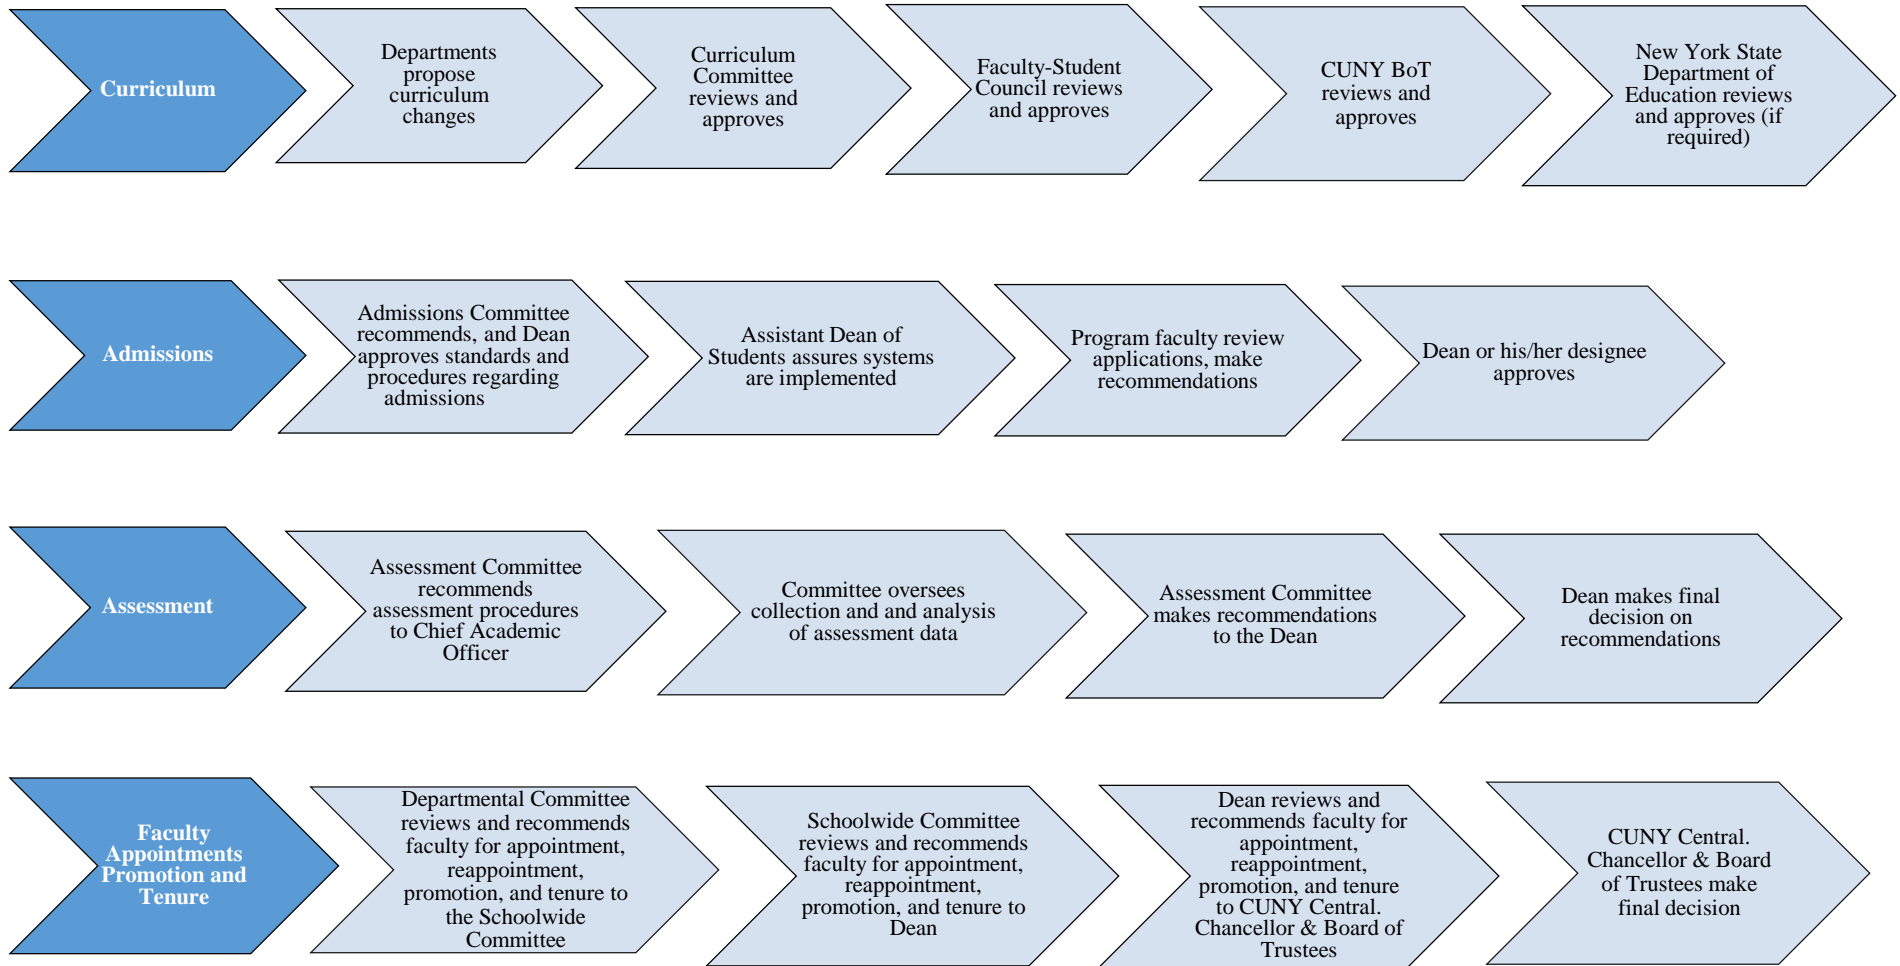 Curriculum
Departments
propose
curriculum
changes
Curriculum
Committee
reviews and
approves
Faculty-Student
Council reviews
and approves
CUNY BoT
reviews and
approves
New York State
Department of
Education reviews
and approves (if
required)
Admissions
Admissions Committee
recommends, and Dean
approves standards and
procedures regarding
admissions
Assistant Dean of
Students assures systems
are implemented
Program faculty review
applications, make
recommendations
Dean or his/her designee
approves
Assessment
Assessment Committee
recommends
assessment procedures
to Chief Academic
Officer
Committee oversees
collection and and analysis
of assessment data
Assessment Committee
makes recommendations
to the Dean
Dean makes final
decision on
recommendations
Faculty
Appointments
Promotion and
Tenure
Departmental Committee
reviews and recommends
faculty for appointment,
reappointment,
promotion, and tenure to
the Schoolwide
Committee
Schoolwide Committee
reviews and recommends
faculty for appointment,
reappointment,
promotion, and tenure to
Dean
Dean reviews and
recommends faculty for
appointment,
reappointment,
promotion, and tenure
to CUNY Central.
Chancellor & Board of
Trustees
CUNY Central.
Chancellor & Board
of Trustees make
final decision